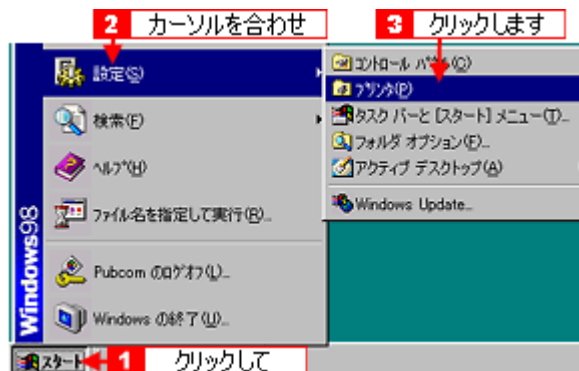 2 カーソルを合わせ
3 クリックします
設定(S)
検索(F)
ヘルプ(H)
ファイル名を指定して実行(R)...
Pubcom のログオフ(L)...
Windows の終了(U)...
Windows98
コントロール パネル(C)
プリンタ(P)
タスク バーと [スタート] メニュー(T)...
フォルダ オプション(F)...
アクティブ デスクトップ(A)
Windows Update...
スタート
1 クリックして